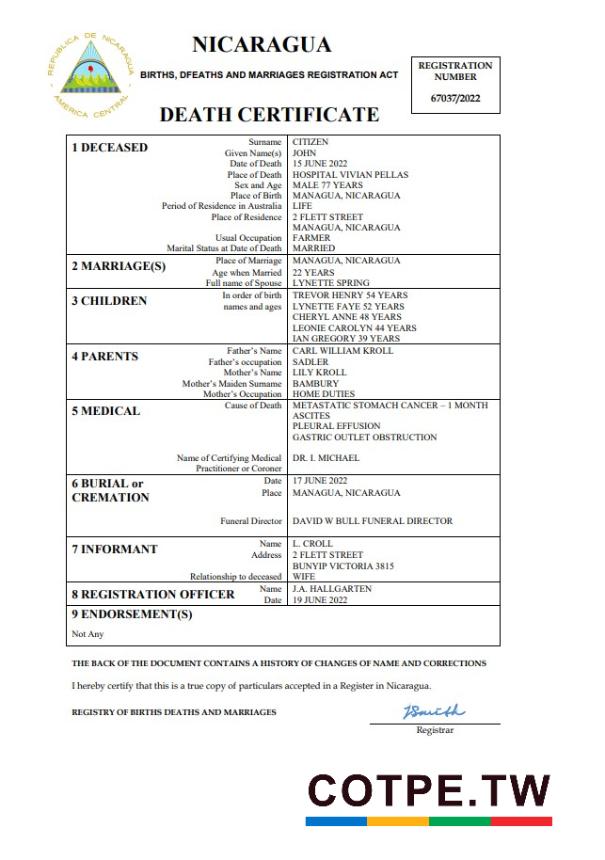 REPUBLICA DE NICARAGUA
AMERICA CENTRAL
NICARAGUA
BIRTHS, DFEATHS AND MARRIAGES REGISTRATION ACT
DEATH CERTIFICATE
REGISTRATION
NUMBER
67037/2022
1 DECEASED
Surname CITIZEN
Given Name(s) JOHN
Date of Death 15 JUNE 2022
Place of Death HOSPITAL VIVIAN PELLAS
Sex and Age MALE 77 YEARS
Place of Birth MANAGUA, NICARAGUA
Period of Residence in Australia LIFE
Place of Residence 2 FLETT STREET
MANAGUA, NICARAGUA
Usual Occupation FARMER
Marital Status at Date of Death MARRIED
2 MARRIAGE(S)
Place of Marriage MANAGUA, NICARAGUA
Age when Married 22 YEARS
Full name of Spouse LYNETTE SPRING
3 CHILDREN
In order of birth TREVOR HENRY 54 YEARS
names and ages LYNETTE FAYE 52 YEARS
CHERYL ANNE 48 YEARS
LEONIE CAROLYN 44 YEARS
IAN GREGORY 39 YEARS
4 PARENTS
Father's Name CARL WILLIAM KROLL
Father's occupation SADLER
Mother's Name LILY KROLL
Mother's Maiden Surname BAMBURY
Mother's Occupation HOME DUTIES
5 MEDICAL
Cause of Death METASTATIC STOMACH CANCER – 1 MONTH
ASCITES
PLEURAL EFFUSION
GASTRIC OUTLET OBSTRUCTION
Name of Certifying Medical DR. I. MICHAEL
Practitioner or Coroner
6 BURIAL or
CREMATION
Date 17 JUNE 2022
Place MANAGUA, NICARAGUA
Funeral Director DAVID W BULL FUNERAL DIRECTOR
7 INFORMANT
Name L. CROLL
Address 2 FLETT STREET
BUNYIP VICTORIA 3815
Relationship to deceased WIFE
8 REGISTRATION OFFICER
Name J.A. HALLGARTEN
Date 19 JUNE 2022
9 ENDORSEMENT(S)
Not Any
THE BACK OF THE DOCUMENT CONTAINS A HISTORY OF CHANGES OF NAME AND CORRECTIONS
I hereby certify that this is a true copy of particulars accepted in a Register in Nicaragua.
REGISTRY OF BIRTHS DEATHS AND MARRIAGES
JSmith
Registrar
COTPE.TW